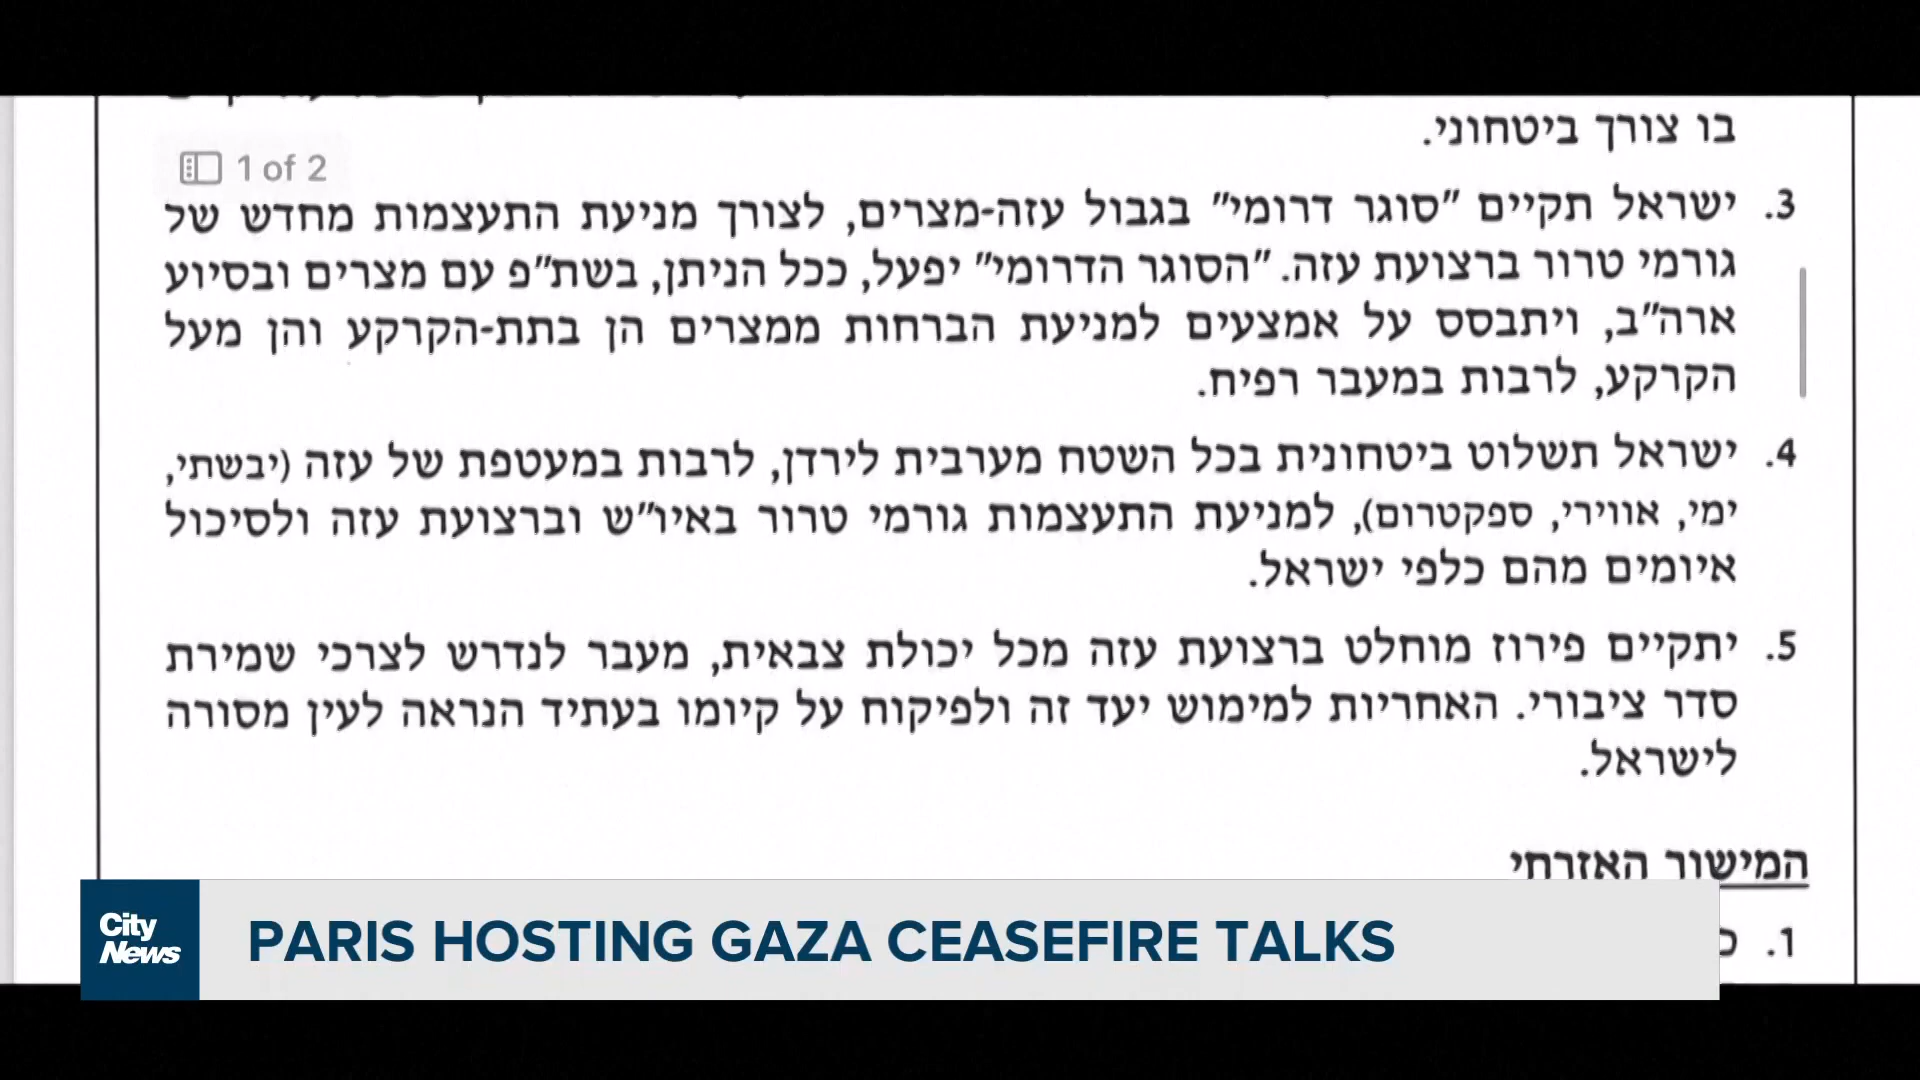 בו צורך ביטחוני.
1 of 2
3. ישראל תקיים "סוגר דרומי" בגבול עזה-מצרים, לצורך מניעת התעצמות מחדש של
גורמי טרור ברצועת עזה. "הסוגר הדרומי" יפעל, ככל הניתן, בשת"פ עם מצרים ובסיוע
ארה"ב, ויתבסס על אמצעים למניעת הברחות ממצרים הן בתת-הקרקע והן מעל
הקרקע, לרבות במעבר רפיח.
4. ישראל תשלוט ביטחונית בכל השטח מערבית לירדן, לרבות במעטפת של עזה (יבשתי,
ימי, אווירי, ספקטרום), למניעת התעצמות גורמי טרור באיו"ש וברצועת עזה ולסיכול
איומים מהם כלפי ישראל.
5. יתקיים פירוז מוחלט ברצועת עזה מכל יכולת צבאית, מעבר לנדרש לצרכי שמירת
סדר ציבורי. האחריות למימוש יעד זה ולפיקוח על קיומו בעתיד הנראה לעין מסורה
לישראל.
המישור האזרחי
1.
City
News
PARIS HOSTING GAZA CEASEFIRE TALKS